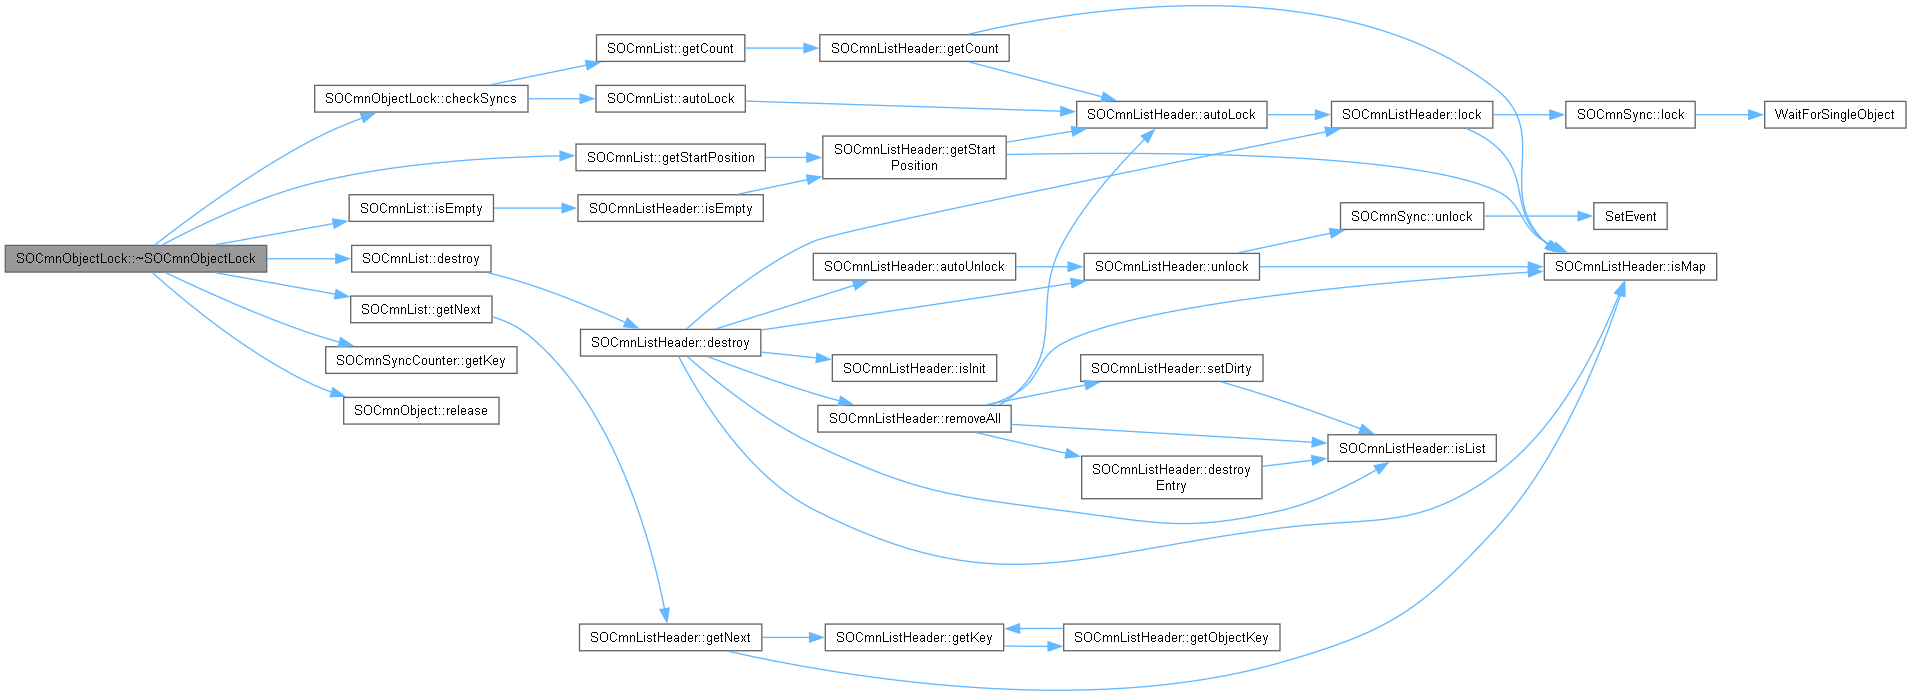 SOCmnList::getCount
SOCmnListHeader::getCount
SOCmnObjectLock::checkSyncs
SOCmnList::autoLock
SOCmnListHeader::autoLock
SOCmnListHeader::lock
SOCmnSync::lock
WaitForSingleObject
SOCmnList::getStartPosition
SOCmnListHeader::getStart
Position
SOCmnList::isEmpty
SOCmnListHeader::isEmpty
SOCmnSync::unlock
SetEvent
SOCmnObjectLock::~SOCmnObjectLock
SOCmnList::destroy
SOCmnListHeader::autoUnlock
SOCmnListHeader::unlock
SOCmnListHeader::isMap
SOCmnList::getNext
SOCmnListHeader::destroy
SOCmnSyncCounter::getKey
SOCmnListHeader::isInit
SOCmnListHeader::setDirty
SOCmnObject::release
SOCmnListHeader::removeAll
SOCmnListHeader::isList
SOCmnListHeader::destroy
Entry
SOCmnListHeader::getNext
SOCmnListHeader::getKey
SOCmnListHeader::getObjectKey